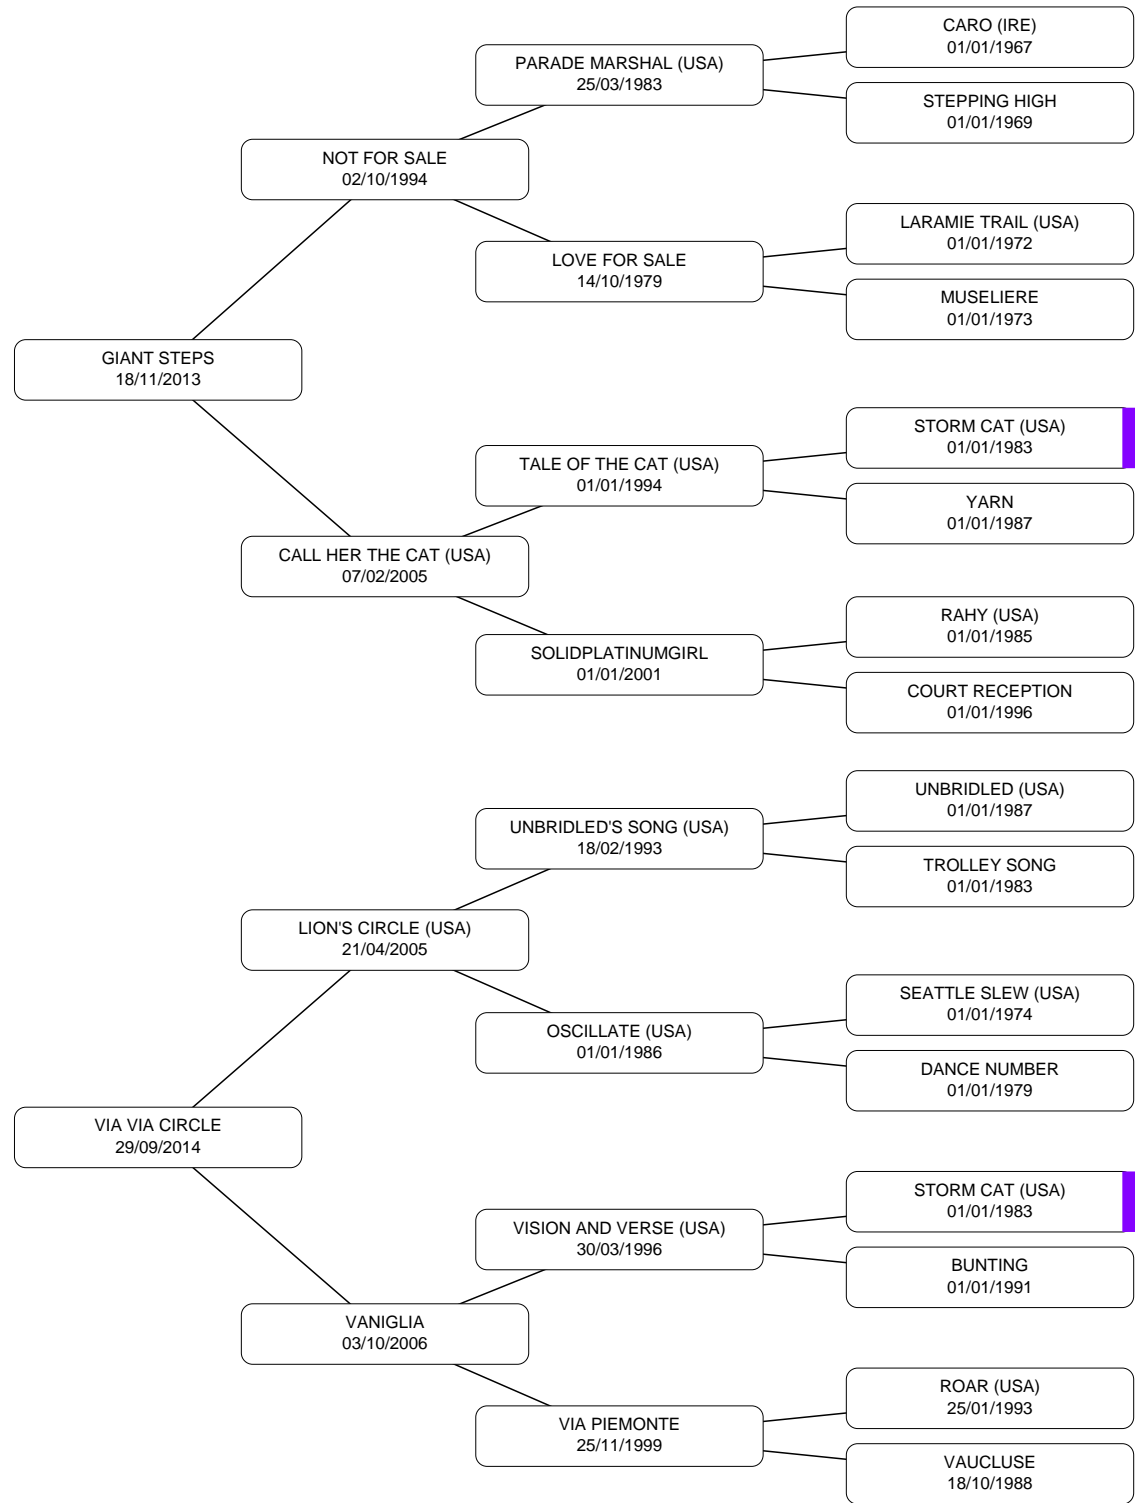 CARO (IRE)
01/01/1967
PARADE MARSHAL (USA)
25/03/1983
STEPPING HIGH
01/01/1969
NOT FOR SALE
02/10/1994
LARAMIE TRAIL (USA)
01/01/1972
LOVE FOR SALE
14/10/1979
MUSELIERE
01/01/1973
GIANT STEPS
18/11/2013
STORM CAT (USA)
01/01/1983
TALE OF THE CAT (USA)
01/01/1994
YARN
01/01/1987
CALL HER THE CAT (USA)
07/02/2005
RAHY (USA)
01/01/1985
SOLIDPLATINUMGIRL
01/01/2001
COURT RECEPTION
01/01/1996
UNBRIDLED (USA)
01/01/1987
UNBRIDLED'S SONG (USA)
18/02/1993
TROLLEY SONG
01/01/1983
LION'S CIRCLE (USA)
21/04/2005
SEATTLE SLEW (USA)
01/01/1974
OSCILLATE (USA)
01/01/1986
DANCE NUMBER
01/01/1979
VIA VIA CIRCLE
29/09/2014
STORM CAT (USA)
01/01/1983
VISION AND VERSE (USA)
30/03/1996
BUNTING
01/01/1991
VANIGLIA
03/10/2006
ROAR (USA)
25/01/1993
VIA PIEMONTE
25/11/1999
VAUCLUSE
18/10/1988